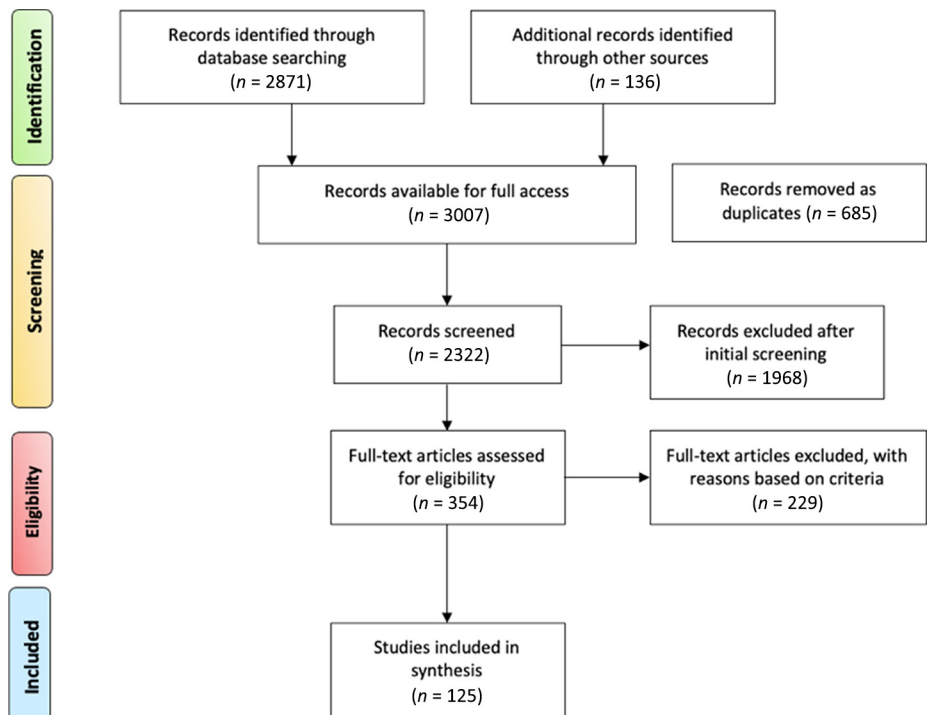 Identification
Records identified through
database searching
(n = 2871)
Additional records identified
through other sources
(n = 136)
Screening
Records available for full access
(n = 3007)
Records removed as
duplicates (n = 685)
Records screened
(n = 2322)
Records excluded after
initial screening
(n = 1968)
Eligibility
Full-text articles assessed
for eligibility
(n = 354)
Full-text articles excluded, with
reasons based on criteria
(n = 229)
Included
Studies included in
synthesis
(n = 125)